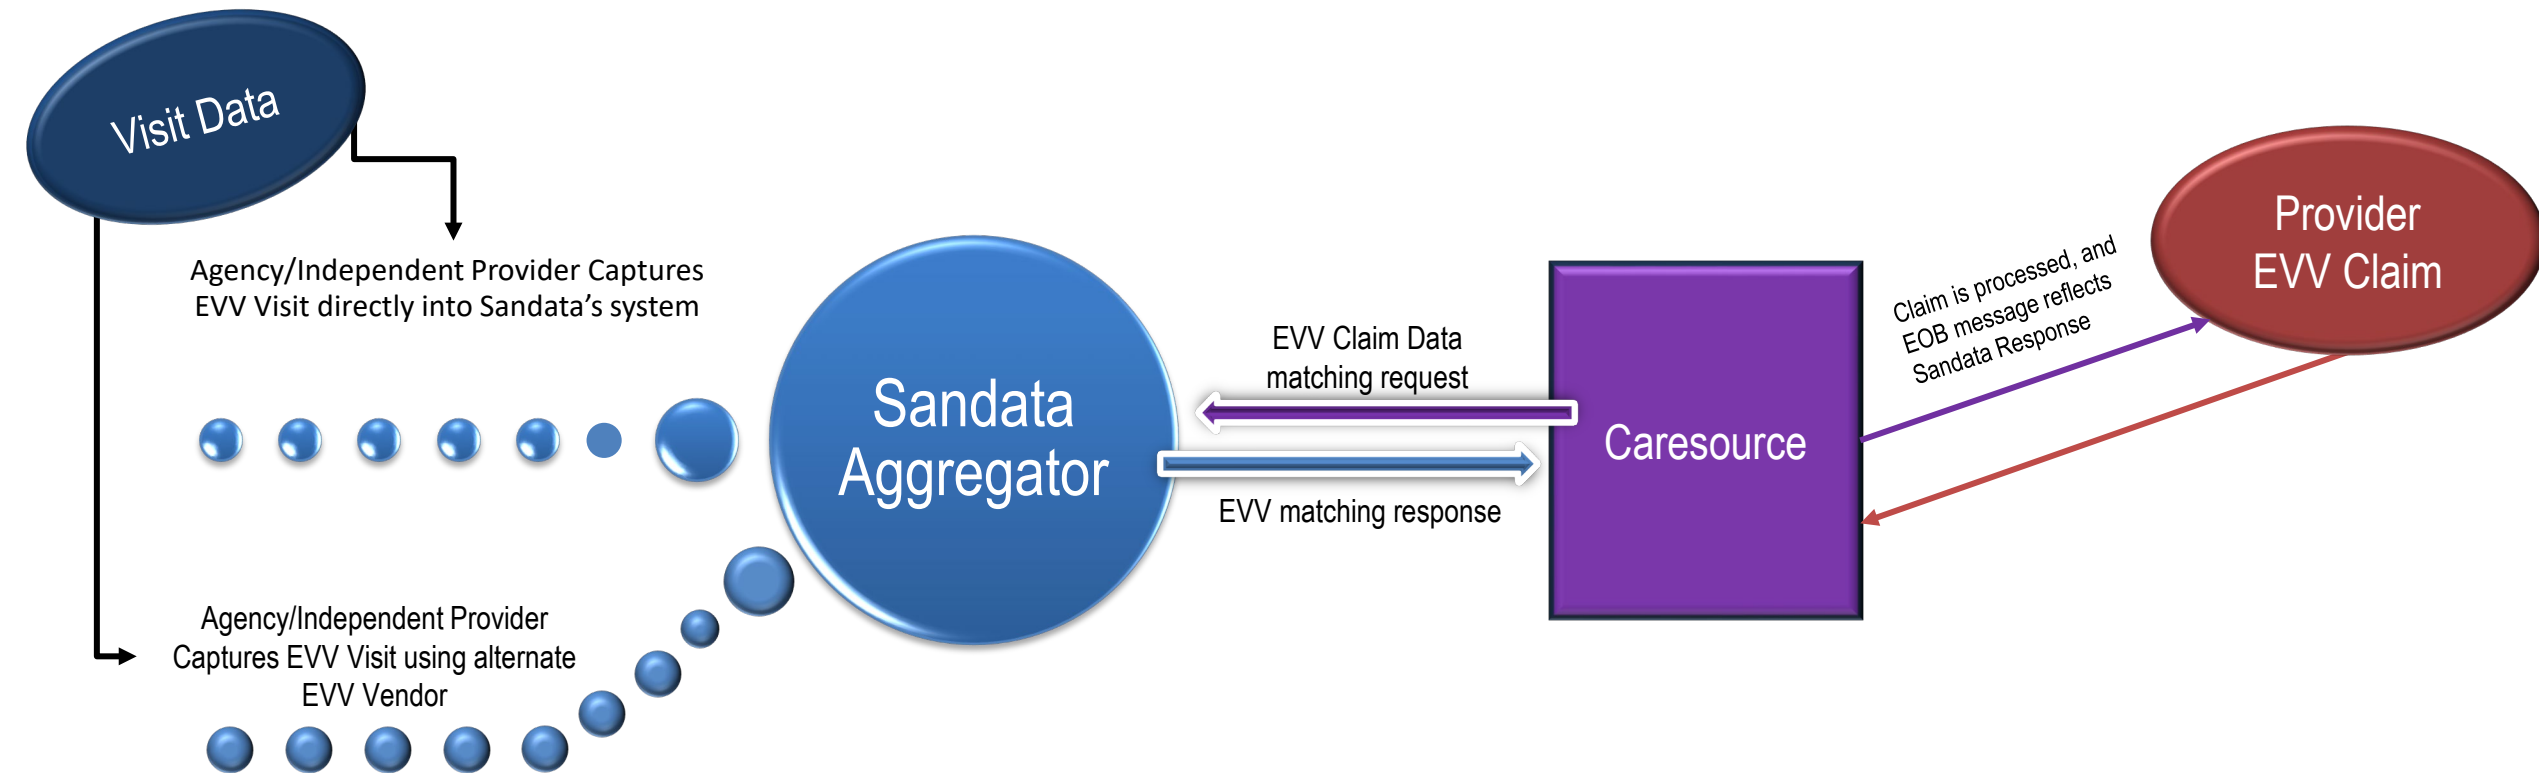 Visit Data
Agency/Independent Provider Captures
EVV Visit directly into Sandata's system
Agency/Independent Provider
Captures EVV Visit using alternate
EVV Vendor
Sandata
Aggregator
EVV Claim Data
matching request
EVV matching response
Caresource
Claim is processed, and
EOB message reflects
Sandata Response
Provider
EVV Claim